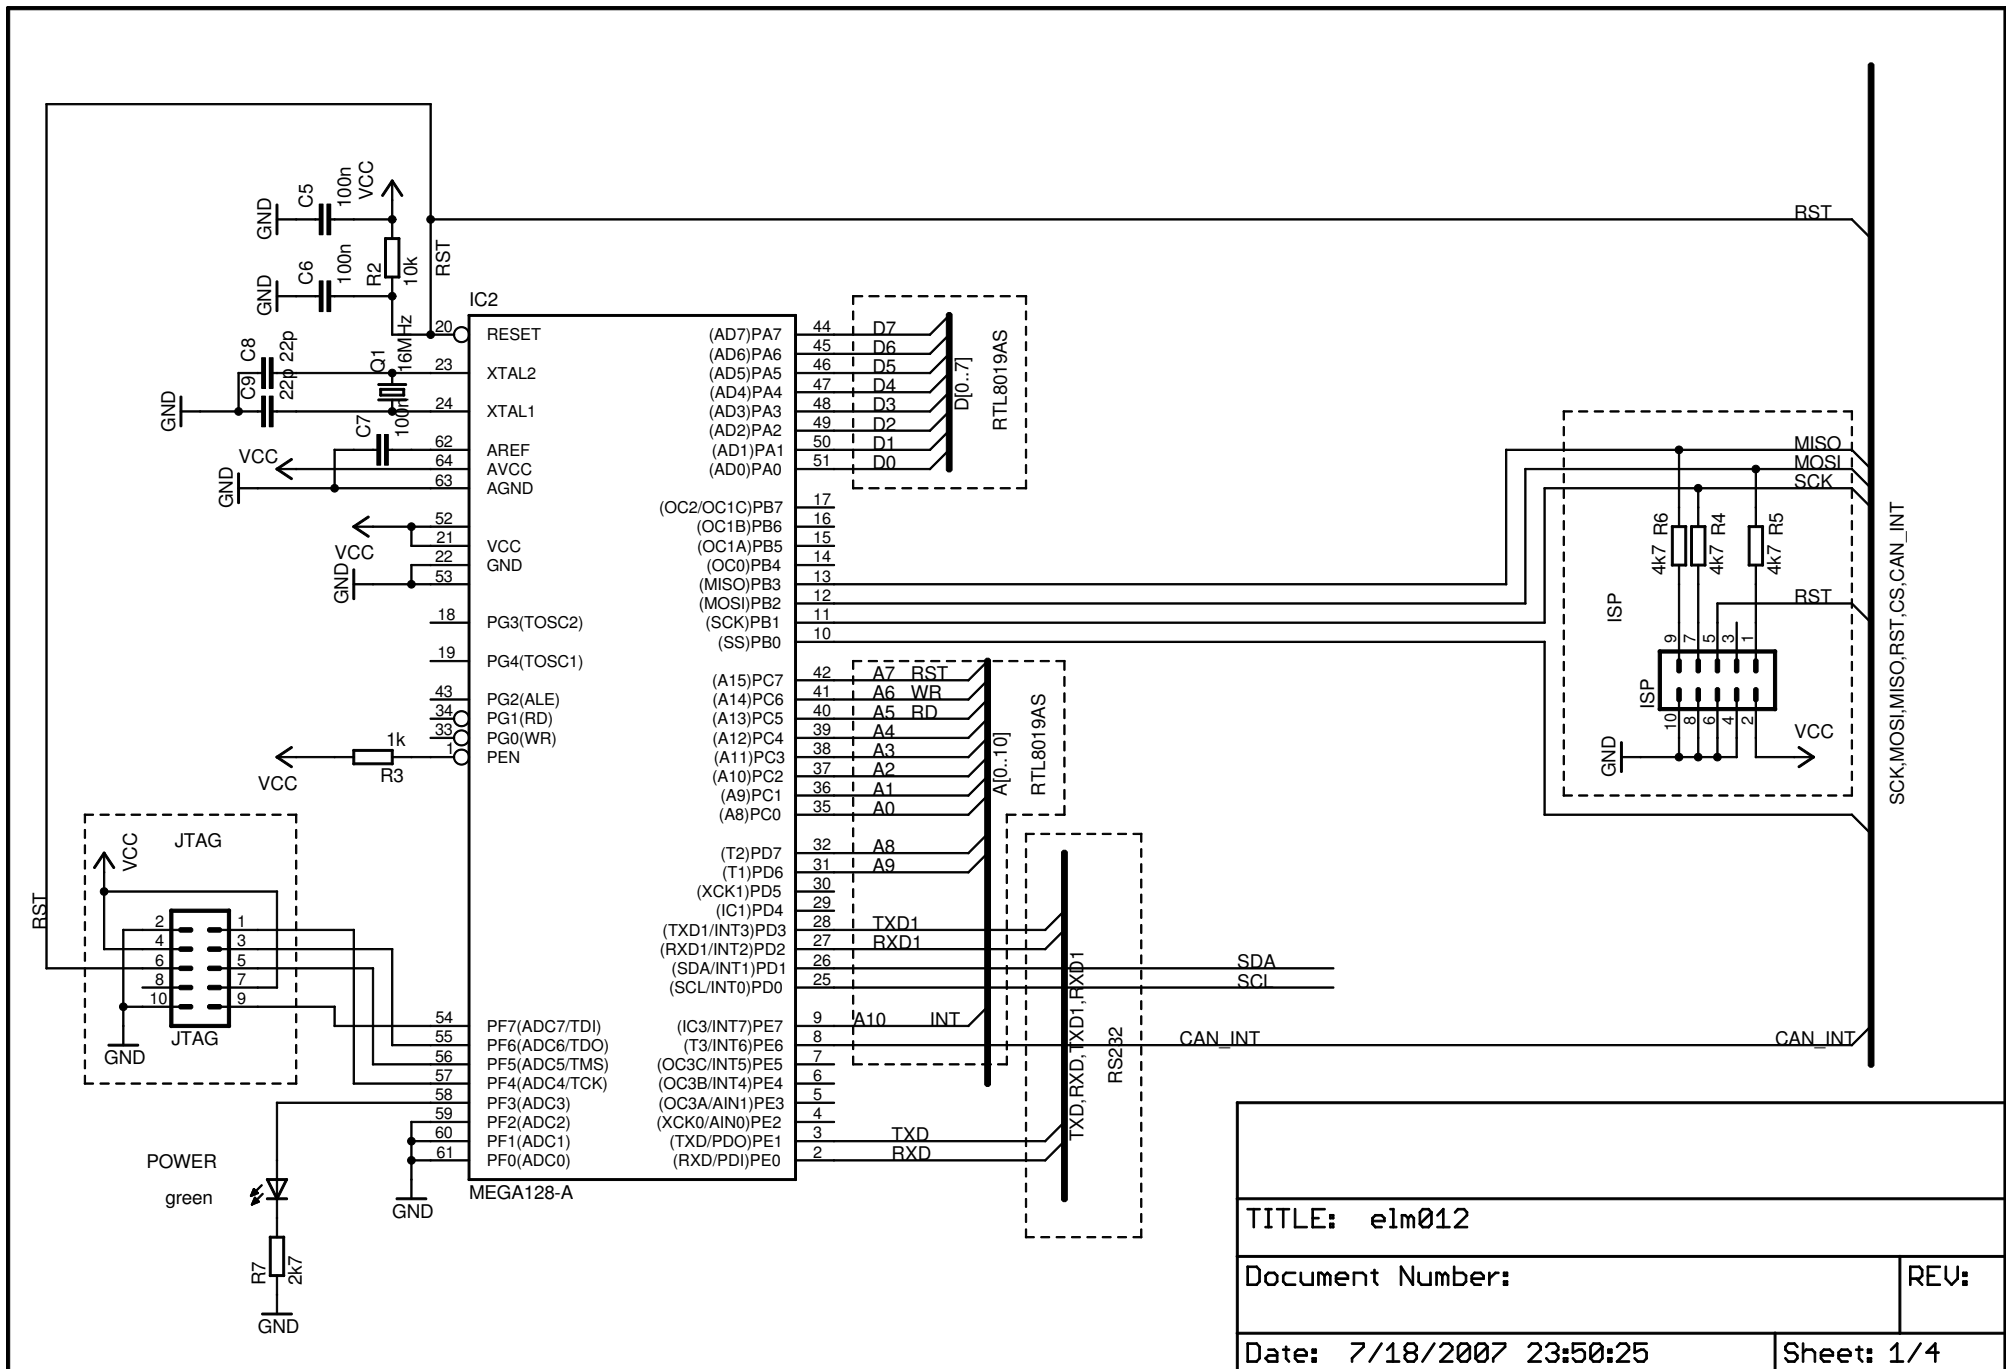 GND
C5
100n
VCC
GND
C6
100n
R2
10k
RST
RST
IC2
GND
C8
22p
C9
22p
Q1
16MHz
C7
100n
VCC
GND
VCC
GND
20 RESET
23 XTAL2
24 XTAL1
62 AREF
64 AVCC
63 AGND
52
21 VCC
22 GND
53
18 PG3(TOSC2)
19 PG4(TOSC1)
43 PG2(ALE)
34 PG1(RD)
33 PG0(WR)
1 PEN
VCC
1k
R3
JTAG
VCC
RST
2 1
4 3
6 5
8 7
10 9
JTAG
GND
54 PF7(ADC7/TDI)
55 PF6(ADC6/TDO)
56 PF5(ADC5/TMS)
57 PF4(ADC4/TCK)
58 PF3(ADC3)
59 PF2(ADC2)
60 PF1(ADC1)
61 PF0(ADC0)
MEGA128-A
GND
POWER
green
R7
2k7
GND
(AD7)PA7 44 D7
(AD6)PA6 45 D6
(AD5)PA5 46 D5
(AD4)PA4 47 D4
(AD3)PA3 48 D3
(AD2)PA2 49 D2
(AD1)PA1 50 D1
(AD0)PA0 51 D0
D[0..7]
RTL8019AS
(OC2/OC1C)PB7 17
(OC1B)PB6 16
(OC1A)PB5 15
(OC0)PB4 14
(MISO)PB3 13
(MOSI)PB2 12
(SCK)PB1 11
(SS)PB0 10
(A15)PC7 42 A7 RST
(A14)PC6 41 A6 WR
(A13)PC5 40 A5 RD
(A12)PC4 39 A4
(A11)PC3 38 A3
(A10)PC2 37 A2
(A9)PC1 36 A1
(A8)PC0 35 A0
A[0..10]
RTL8019AS
(T2)PD7 32 A8
(T1)PD6 31 A9
(XCK1)PD5 30
(IC1)PD4 29
(TXD1/INT3)PD3 28 TXD1
(RXD1/INT2)PD2 27 RXD1
(SDA/INT1)PD1 26 SDA
(SCL/INT0)PD0 25 SCL
(IC3/INT7)PE7 9 A10 INT
(T3/INT6)PE6 8 CAN_INT CAN_INT
(OC3C/INT5)PE5 7
(OC3B/INT4)PE4 6
(OC3A/AIN1)PE3 5
(XCK0/AIN0)PE2 4
(TXD/PDO)PE1 3 TXD
(RXD/PDI)PE0 2 RXD
TXD,RXD,TXD1,RXD1
RS232
MISO
MOSI
SCK
4k7 R6
4k7 R4
4k7 R5
RST
ISP
9 7 5 3 1
ISP
10 8 6 4 2
GND
VCC
SCK,MOSI,MISO,RST,CS,CAN_INT
TITLE: elm012
Document Number:
REV:
Date: 7/18/2007 23:50:25
Sheet: 1/4